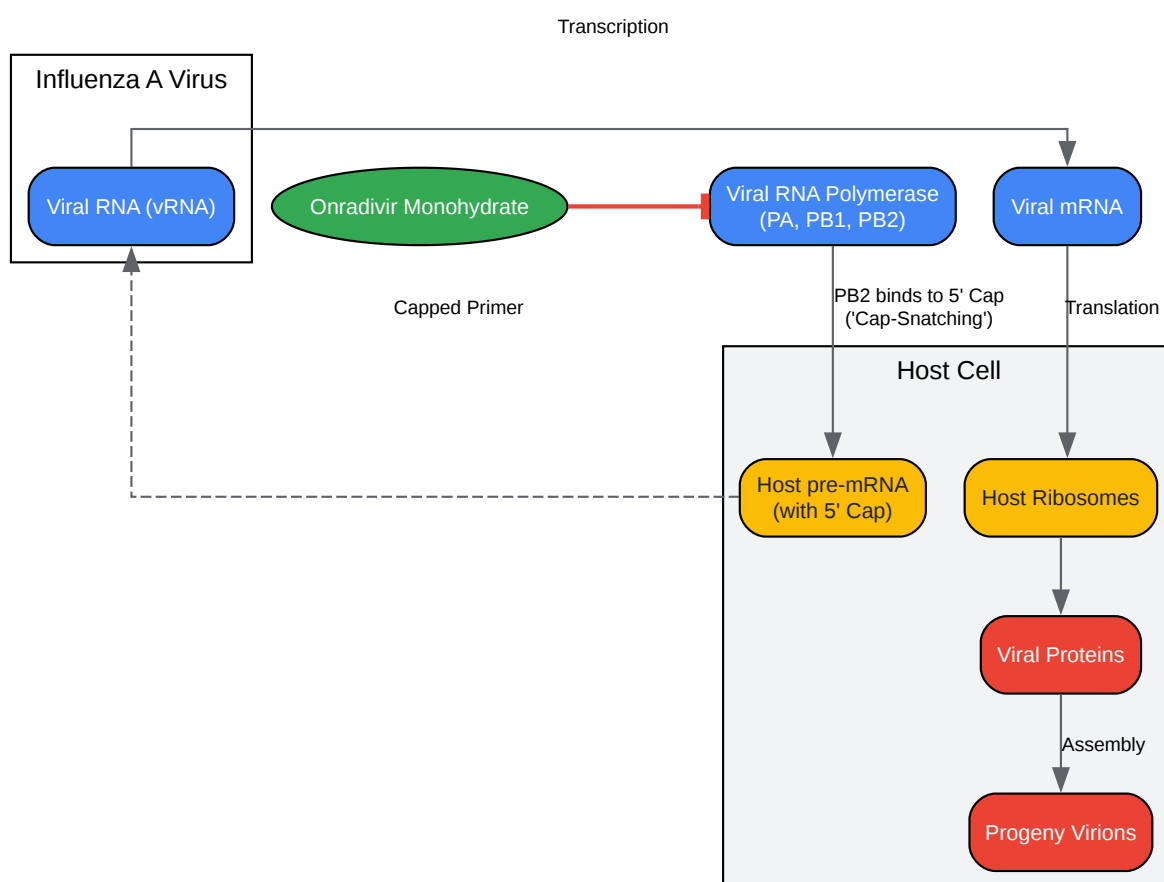 Transcription
Influenza A Virus
Viral RNA (vRNA)
Onradivir Monohydrate
Viral RNA Polymerase
(PA, PB1, PB2)
Viral mRNA
Capped Primer
PB2 binds to 5' Cap
('Cap-Snatching')
Translation
Host Cell
Host pre-mRNA
(with 5' Cap)
Host Ribosomes
Viral Proteins
Assembly
Progeny Virions